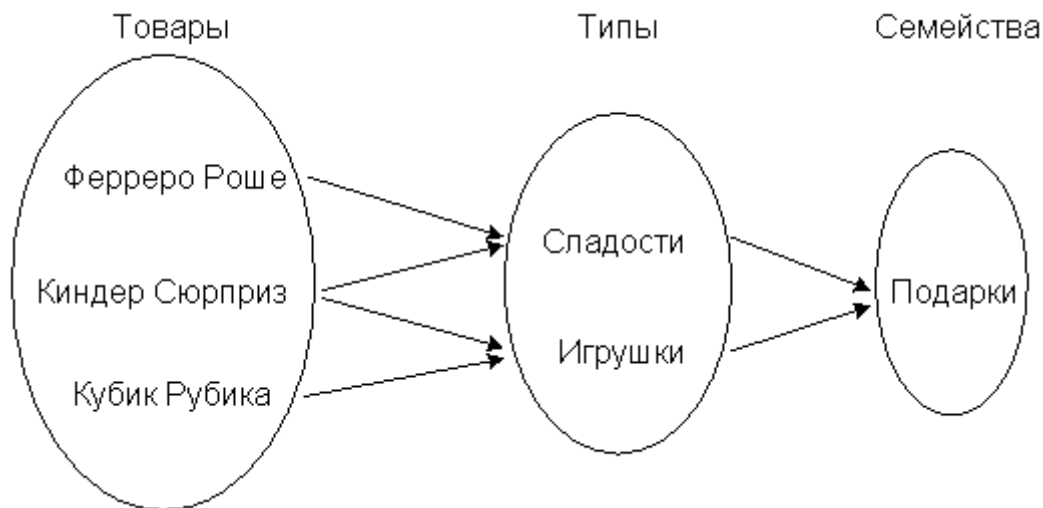 Товары
Типы
Семейства
Ферреро Роше
Киндер Сюрприз
Кубик Рубика
Сладости
Игрушки
Подарки